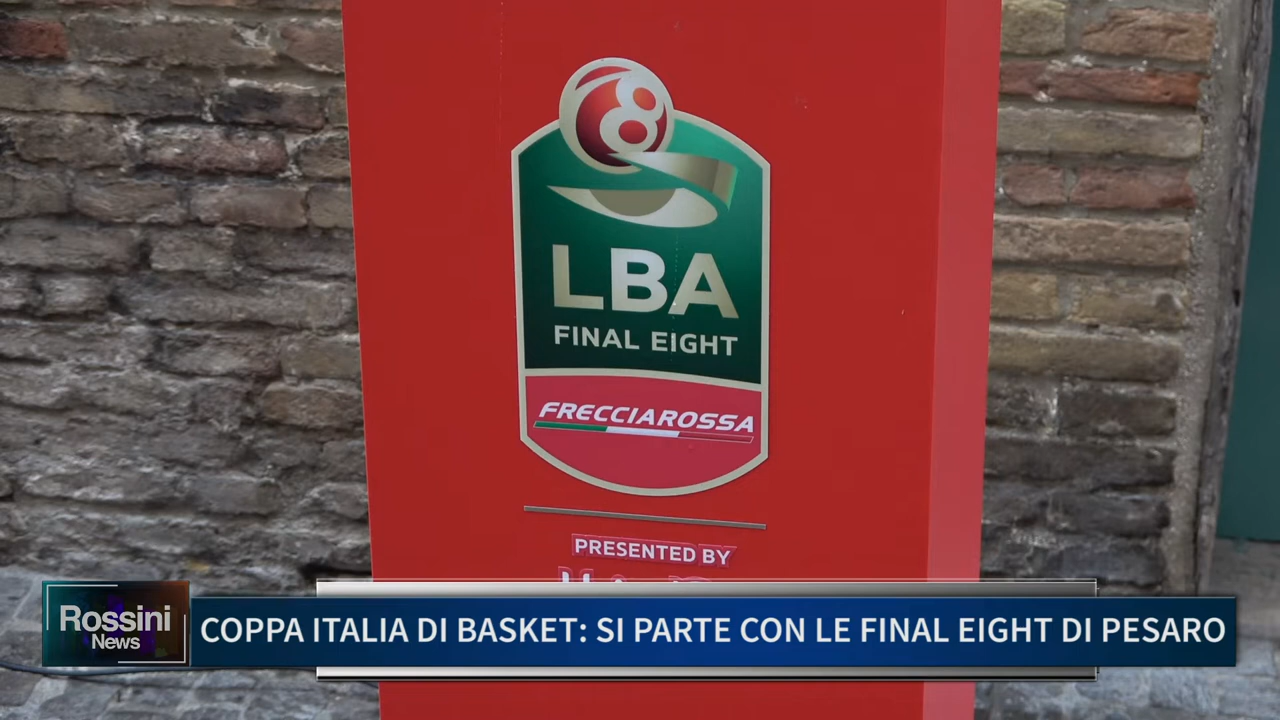 8
LBA
FINAL EIGHT
FRECCIAROSSA
PRESENTED BY
Rossini
News
COPPA ITALIA DI BASKET: SI PARTE CON LE FINAL EIGHT DI PESARO